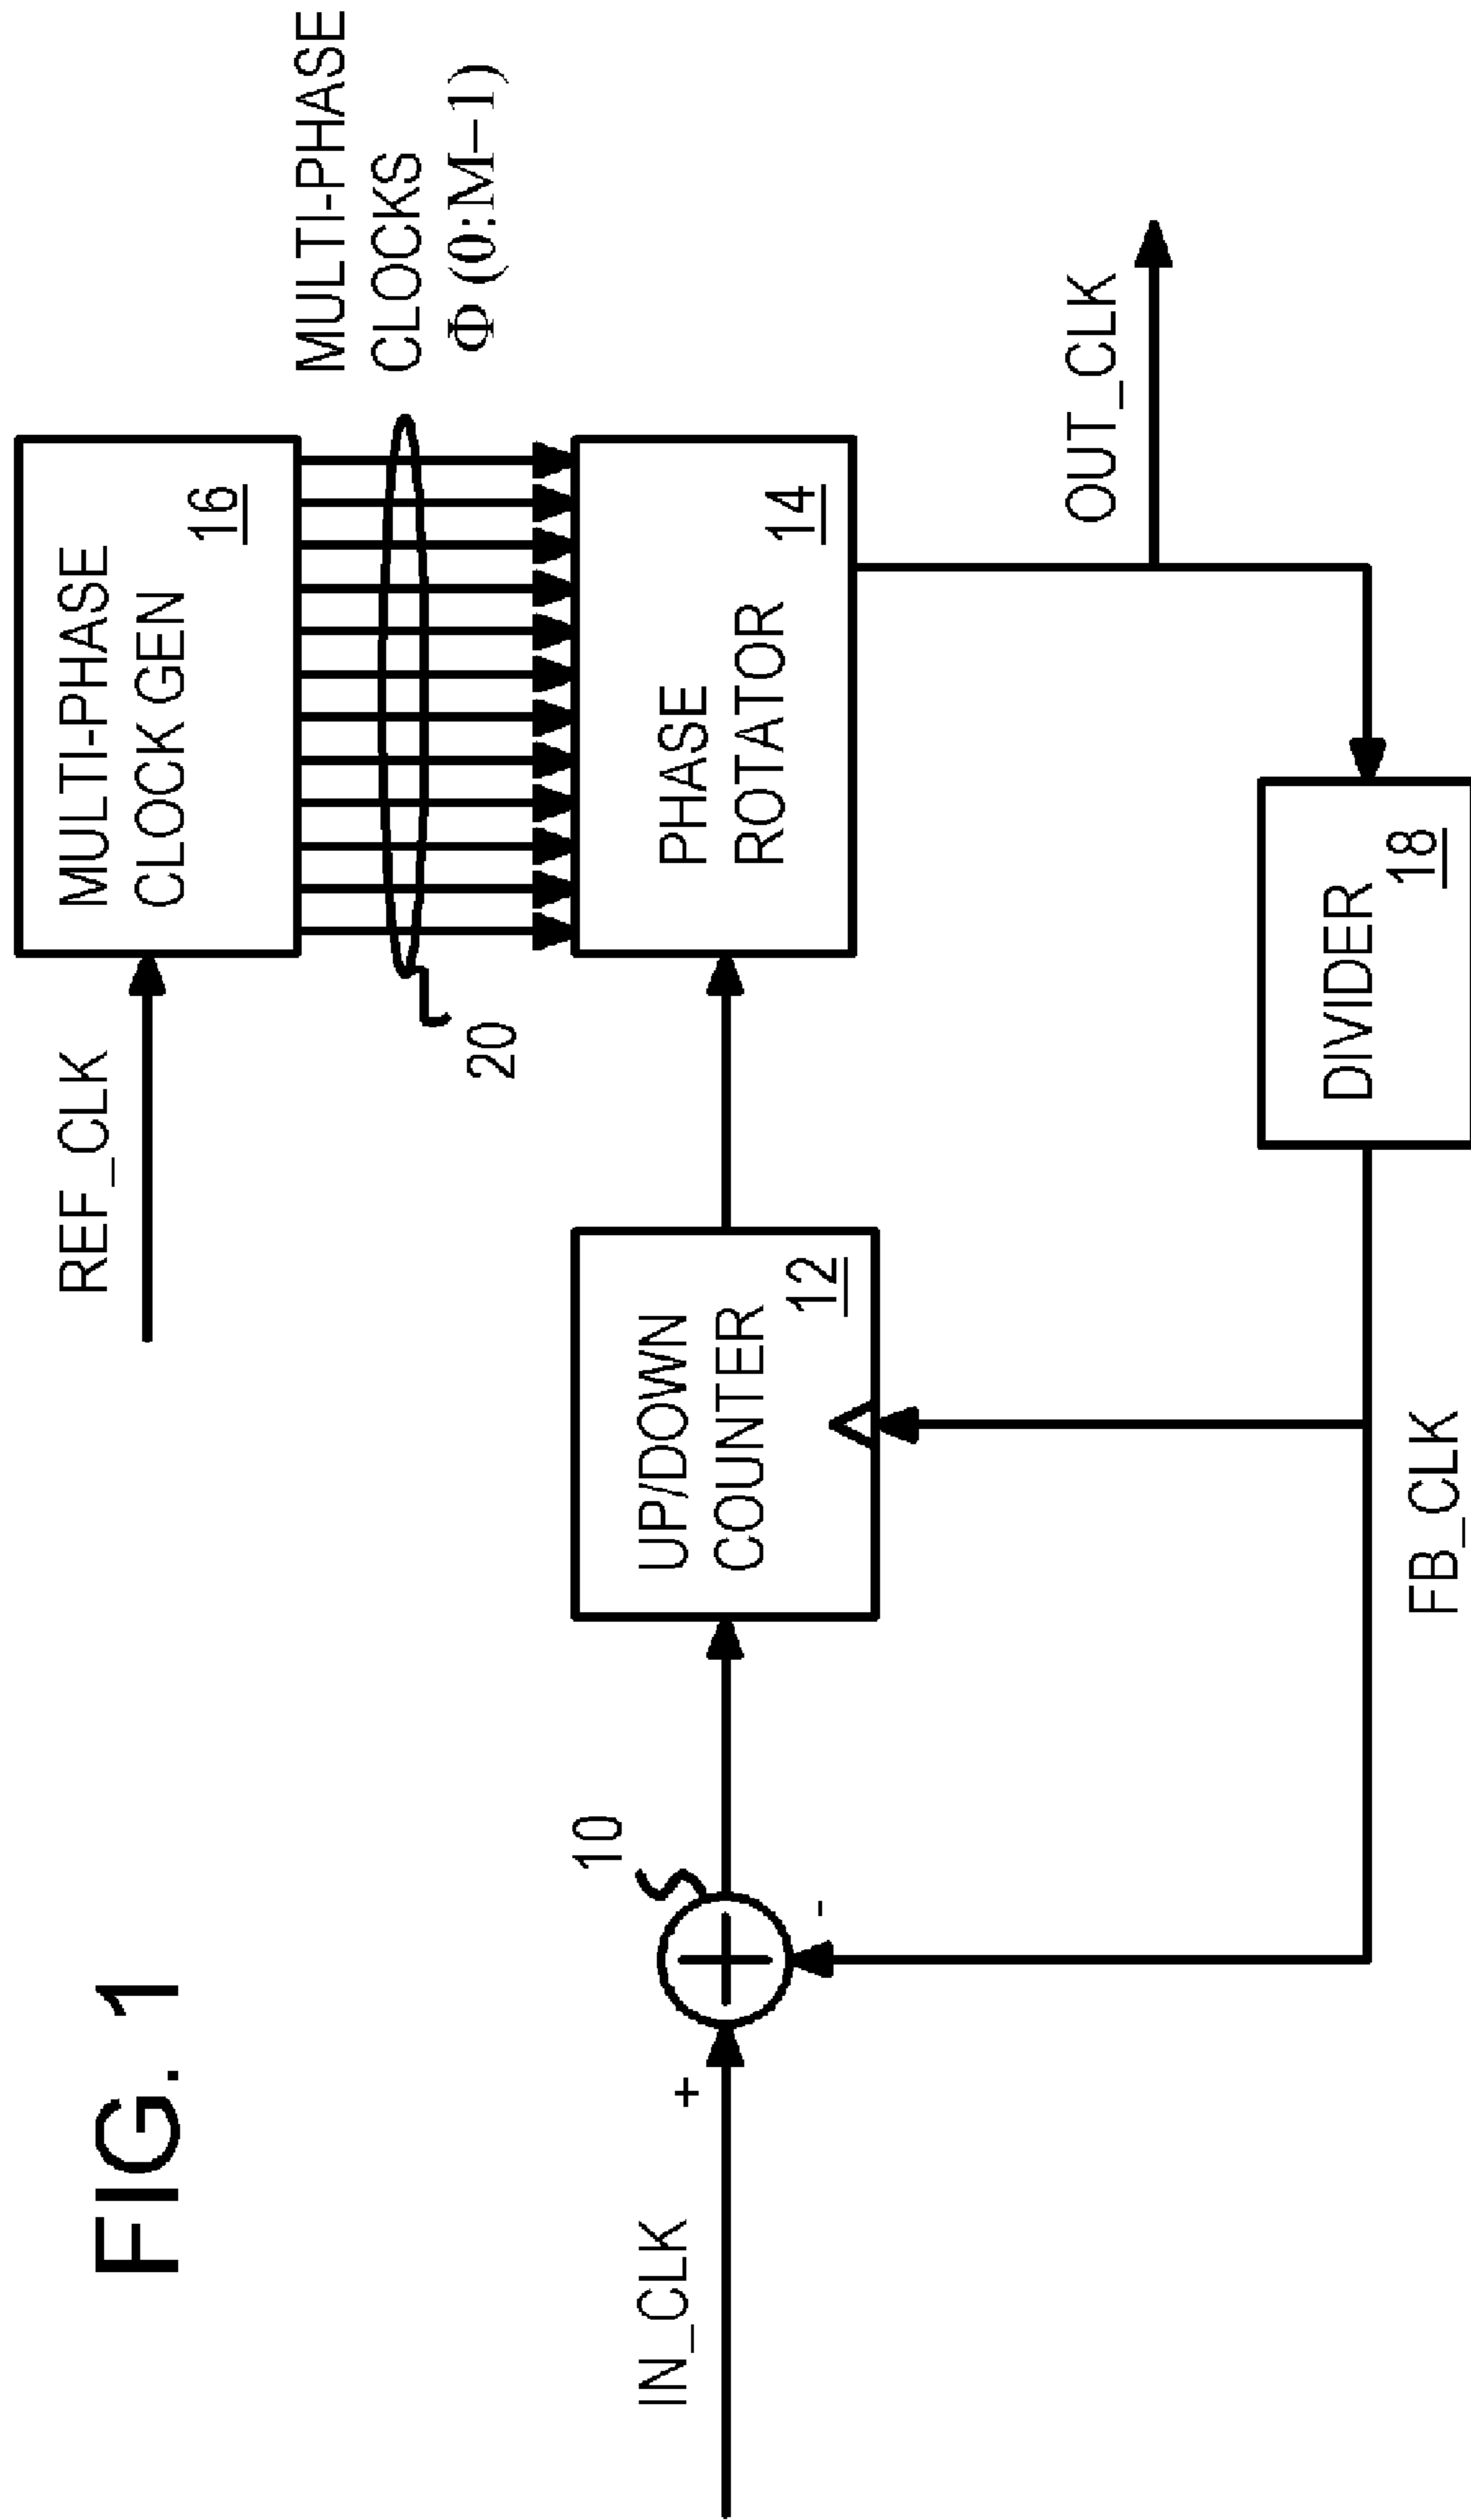 FIG. 1
REF_CLK
MULTI-PHASE
CLOCK GEN
16
MULTI-PHASE
CLOCKS
Φ (0:M−1)
20
IN_CLK
+
-
10
UP/DOWN
COUNTER
12
PHASE
ROTATOR
14
OUT_CLK
DIVIDER
18
FB_CLK